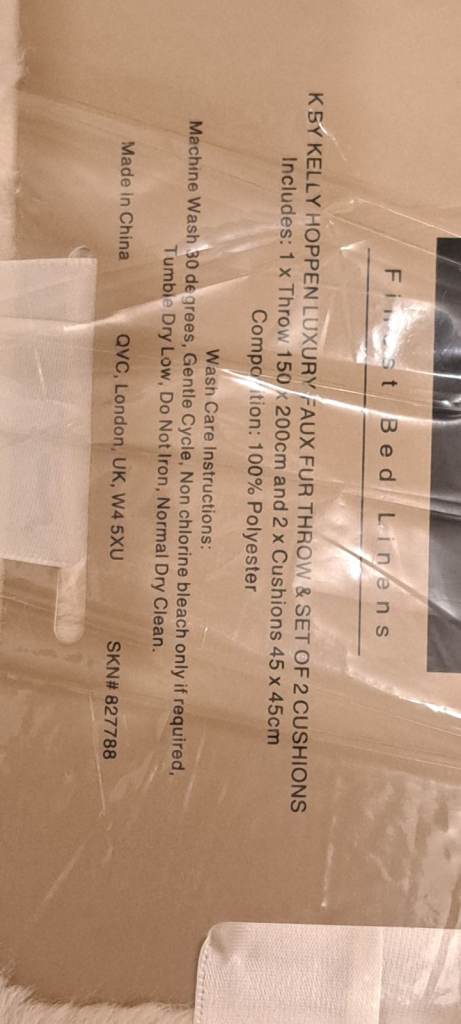 Bed Linens
K BY KELLY HOPPEN LUXURY FAUX FUR THROW & SET OF 2 CUSHIONS
Includes: 1 x Throw 150 x 200cm and 2 x Cushions 45 x 45cm
Composition: 100% Polyester
Wash Care Instructions:
Machine Wash 30 degrees, Gentle Cycle, Non chlorine bleach only if required,
Tumble Dry Low, Do Not Iron, Normal Dry Clean.
Made in China QVC, London, UK, W4 5XU SKN# 827788